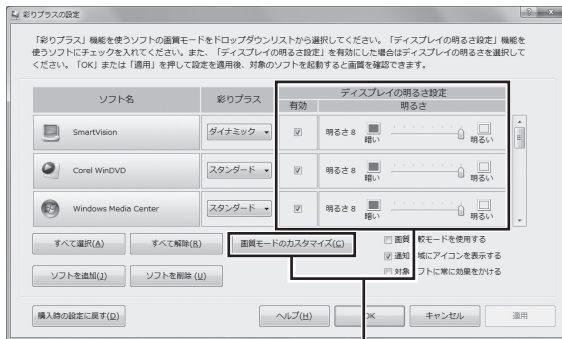 彩りプラスの設定
「彩りプラス」機能を使うソフトの画質モードをドロップダウンリストから選択してください。「ディスプレイの明るさ設定」機能を
使うソフトにチェックを入れてください。また、「ディスプレイの明るさ設定」を有効にした場合はディスプレイの明るさを選択して
ください。「OK」または「適用」を押して設定を適用後、対象のソフトを起動すると画質を確認できます。
ソフト名 彩りプラス ディスプレイの明るさ設定
有効 明るさ
SmartVision ダイナミック 明るさ 8 暗い 明るい
Corel WinDVD スタンダード 明るさ 8 暗い 明るい
Windows Media Center スタンダード 明るさ 8 暗い 明るい
すべて選択(A) すべて解除(R) 画質モードのカスタマイズ(C) 画質 較モードを使用する
通知 域にアイコンを表示する
ソフトを追加(J) ソフトを削除 (U) 対象 フトに常に効果をかける
購入時の設定に戻す(D) ヘルプ(H) OK キャンセル 適用